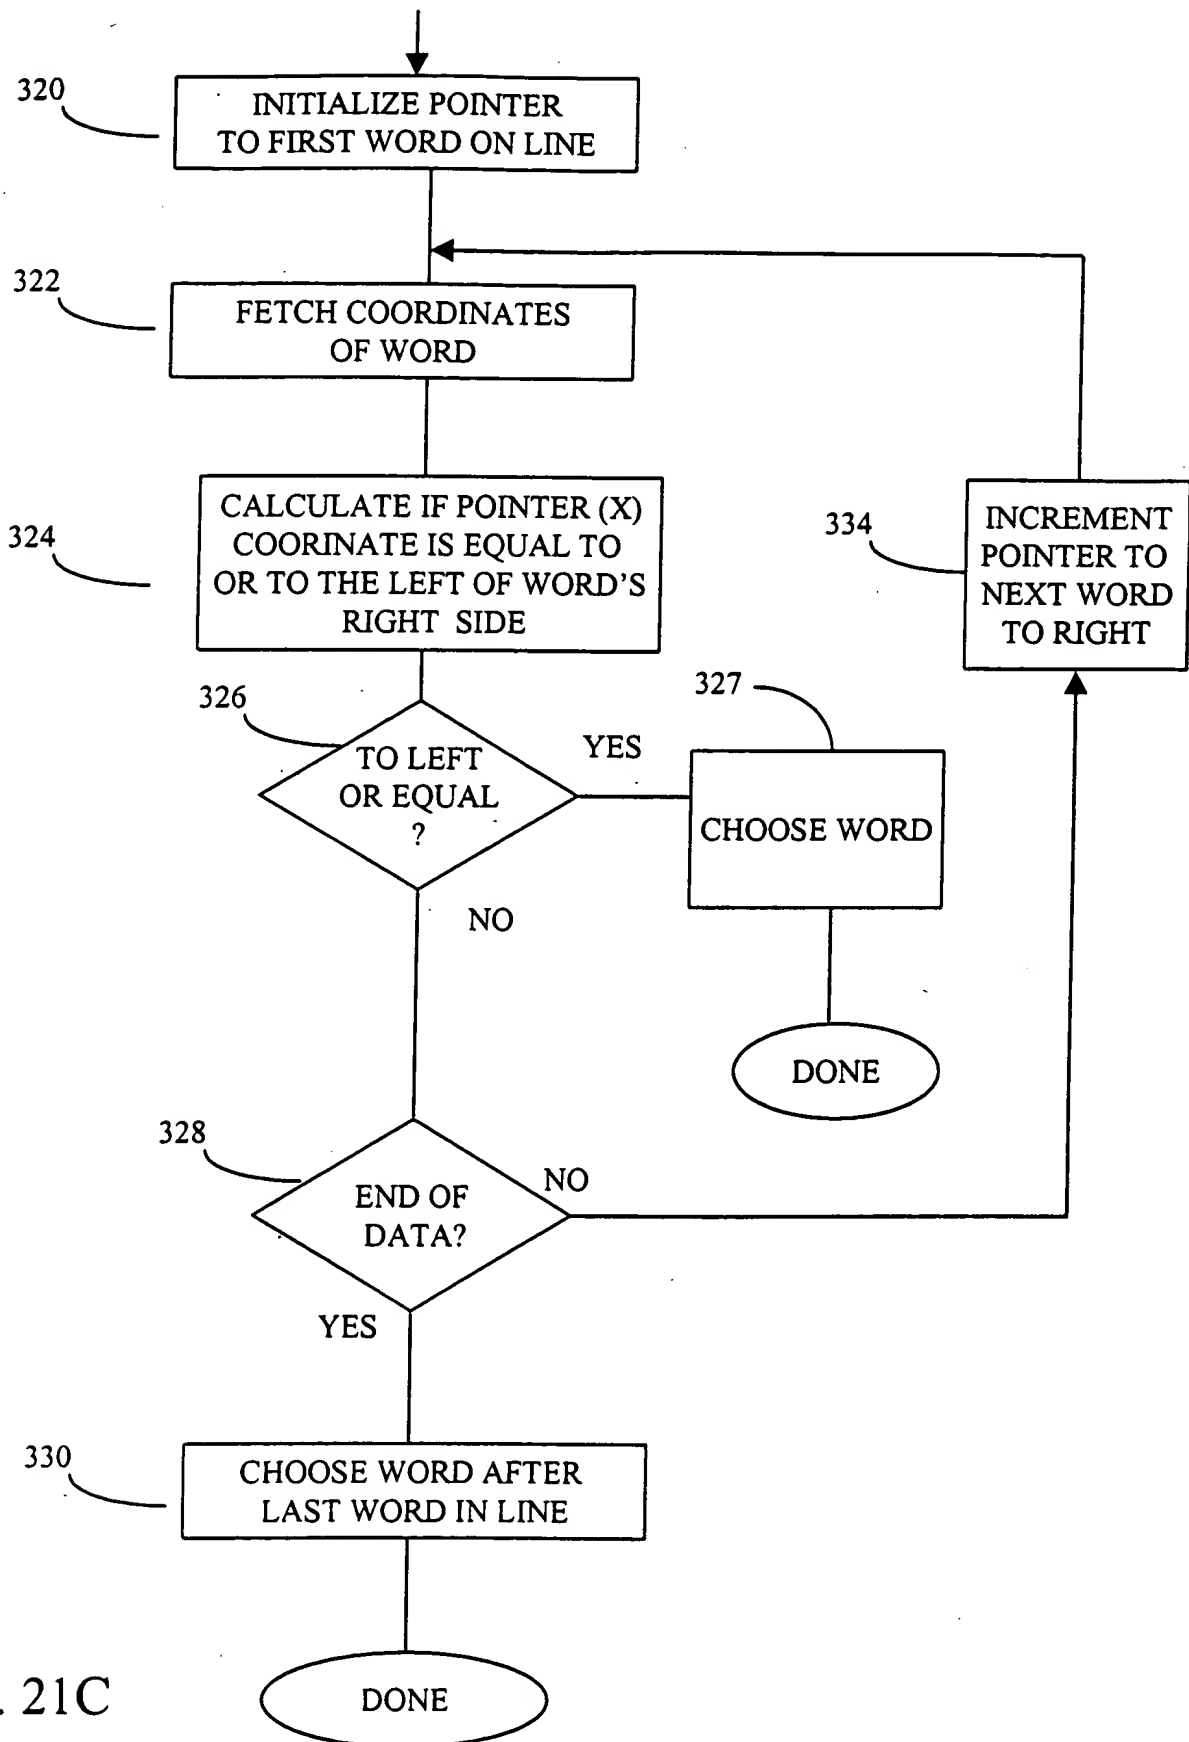 320
INITIALIZE POINTER
TO FIRST WORD ON LINE
322
FETCH COORDINATES
OF WORD
324
CALCULATE IF POINTER (X)
COORINATE IS EQUAL TO
OR TO THE LEFT OF WORD'S
RIGHT SIDE
334
INCREMENT
POINTER TO
NEXT WORD
TO RIGHT
326
TO LEFT
OR EQUAL
?
YES
327
CHOOSE WORD
NO
DONE
328
END OF
DATA?
NO
YES
330
CHOOSE WORD AFTER
LAST WORD IN LINE
DONE
. 21C